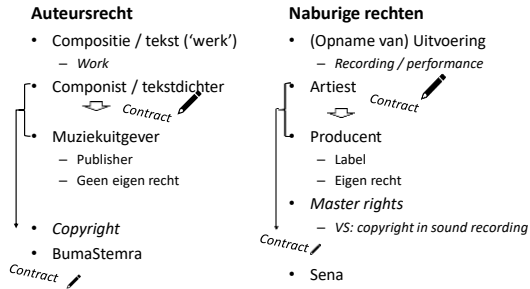 Auteursrecht
• Compositie / tekst ('werk')
– Work
• Componist / tekstdichter
Contract
• Muziekuitgever
– Publisher
– Geen eigen recht
• Copyright
• BumaStemra
Contract
Naburige rechten
• (Opname van) Uitvoering
– Recording / performance
• Artiest
Contract
• Producent
– Label
– Eigen recht
• Master rights
– VS: copyright in sound recording
Contract
• Sena